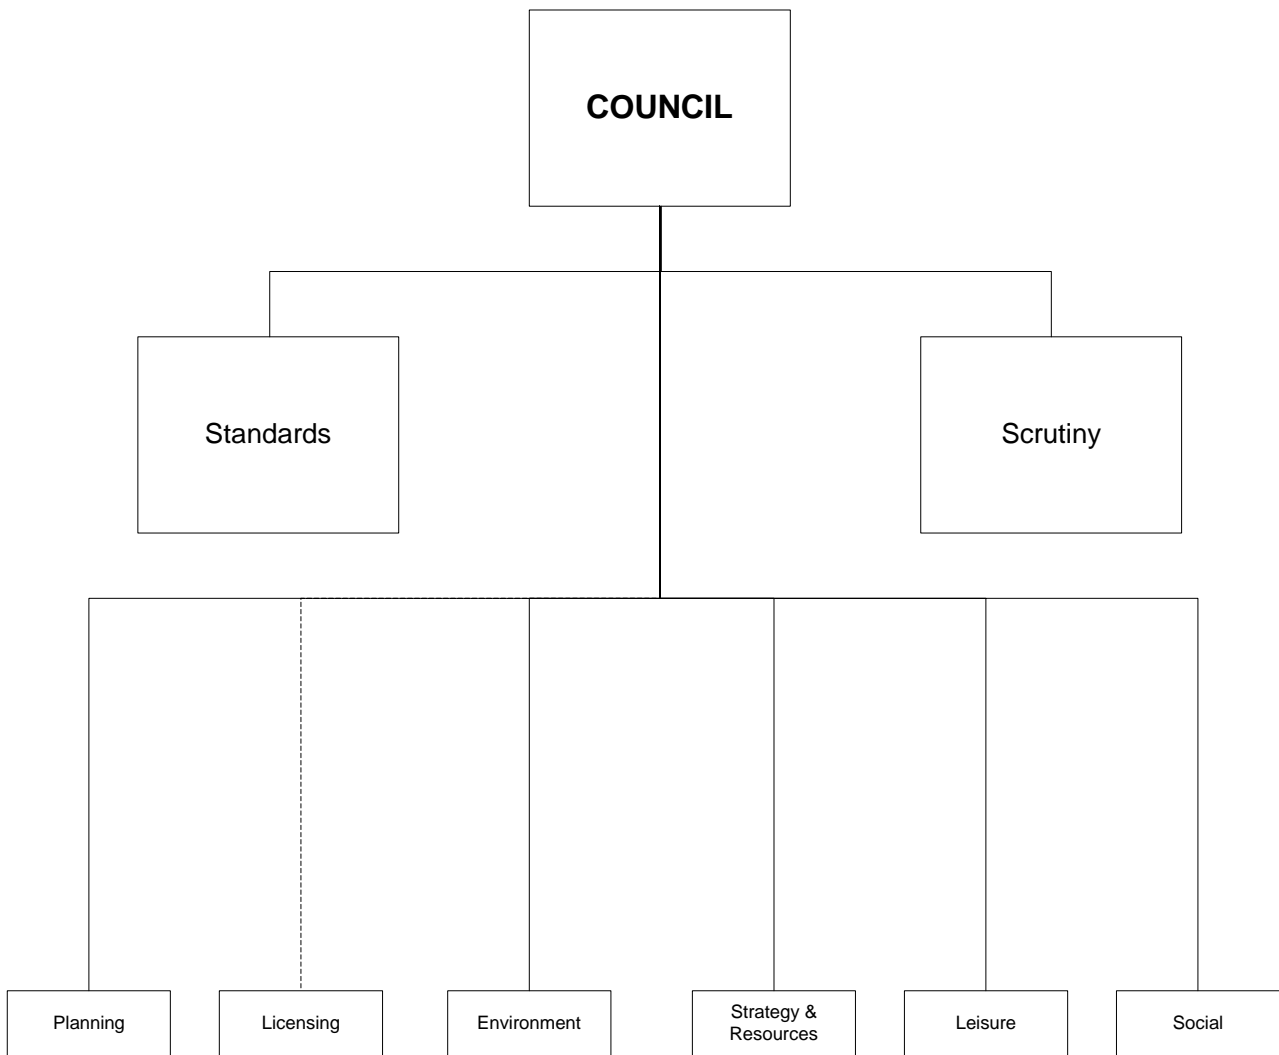 COUNCIL
Standards
Scrutiny
Planning
Licensing
Environment
Strategy &
Resources
Leisure
Social